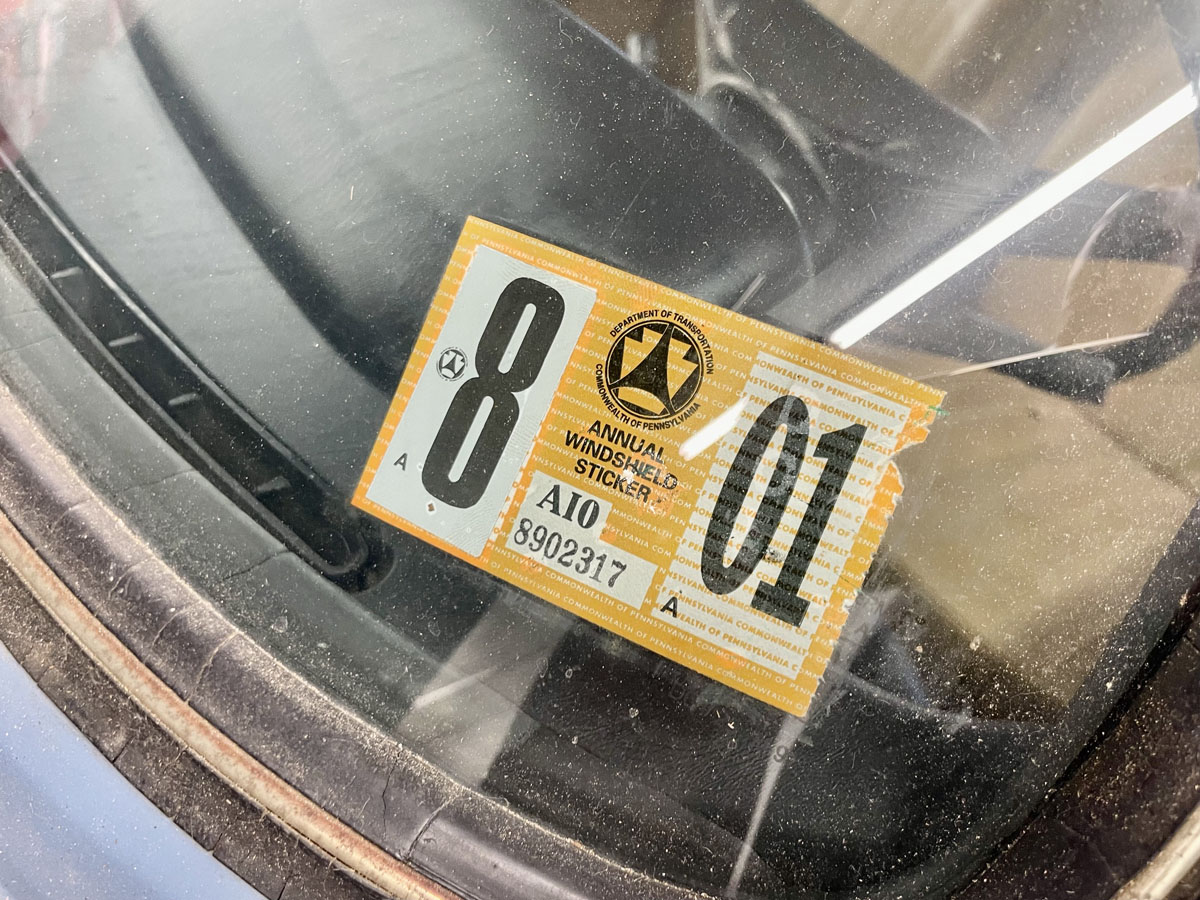 8
A
DEPARTMENT OF TRANSPORTATION
COMMONWEALTH OF PENNSYLVANIA
ANNUAL
WINDSHIELD
STICKER
AI0
8902317
01
A